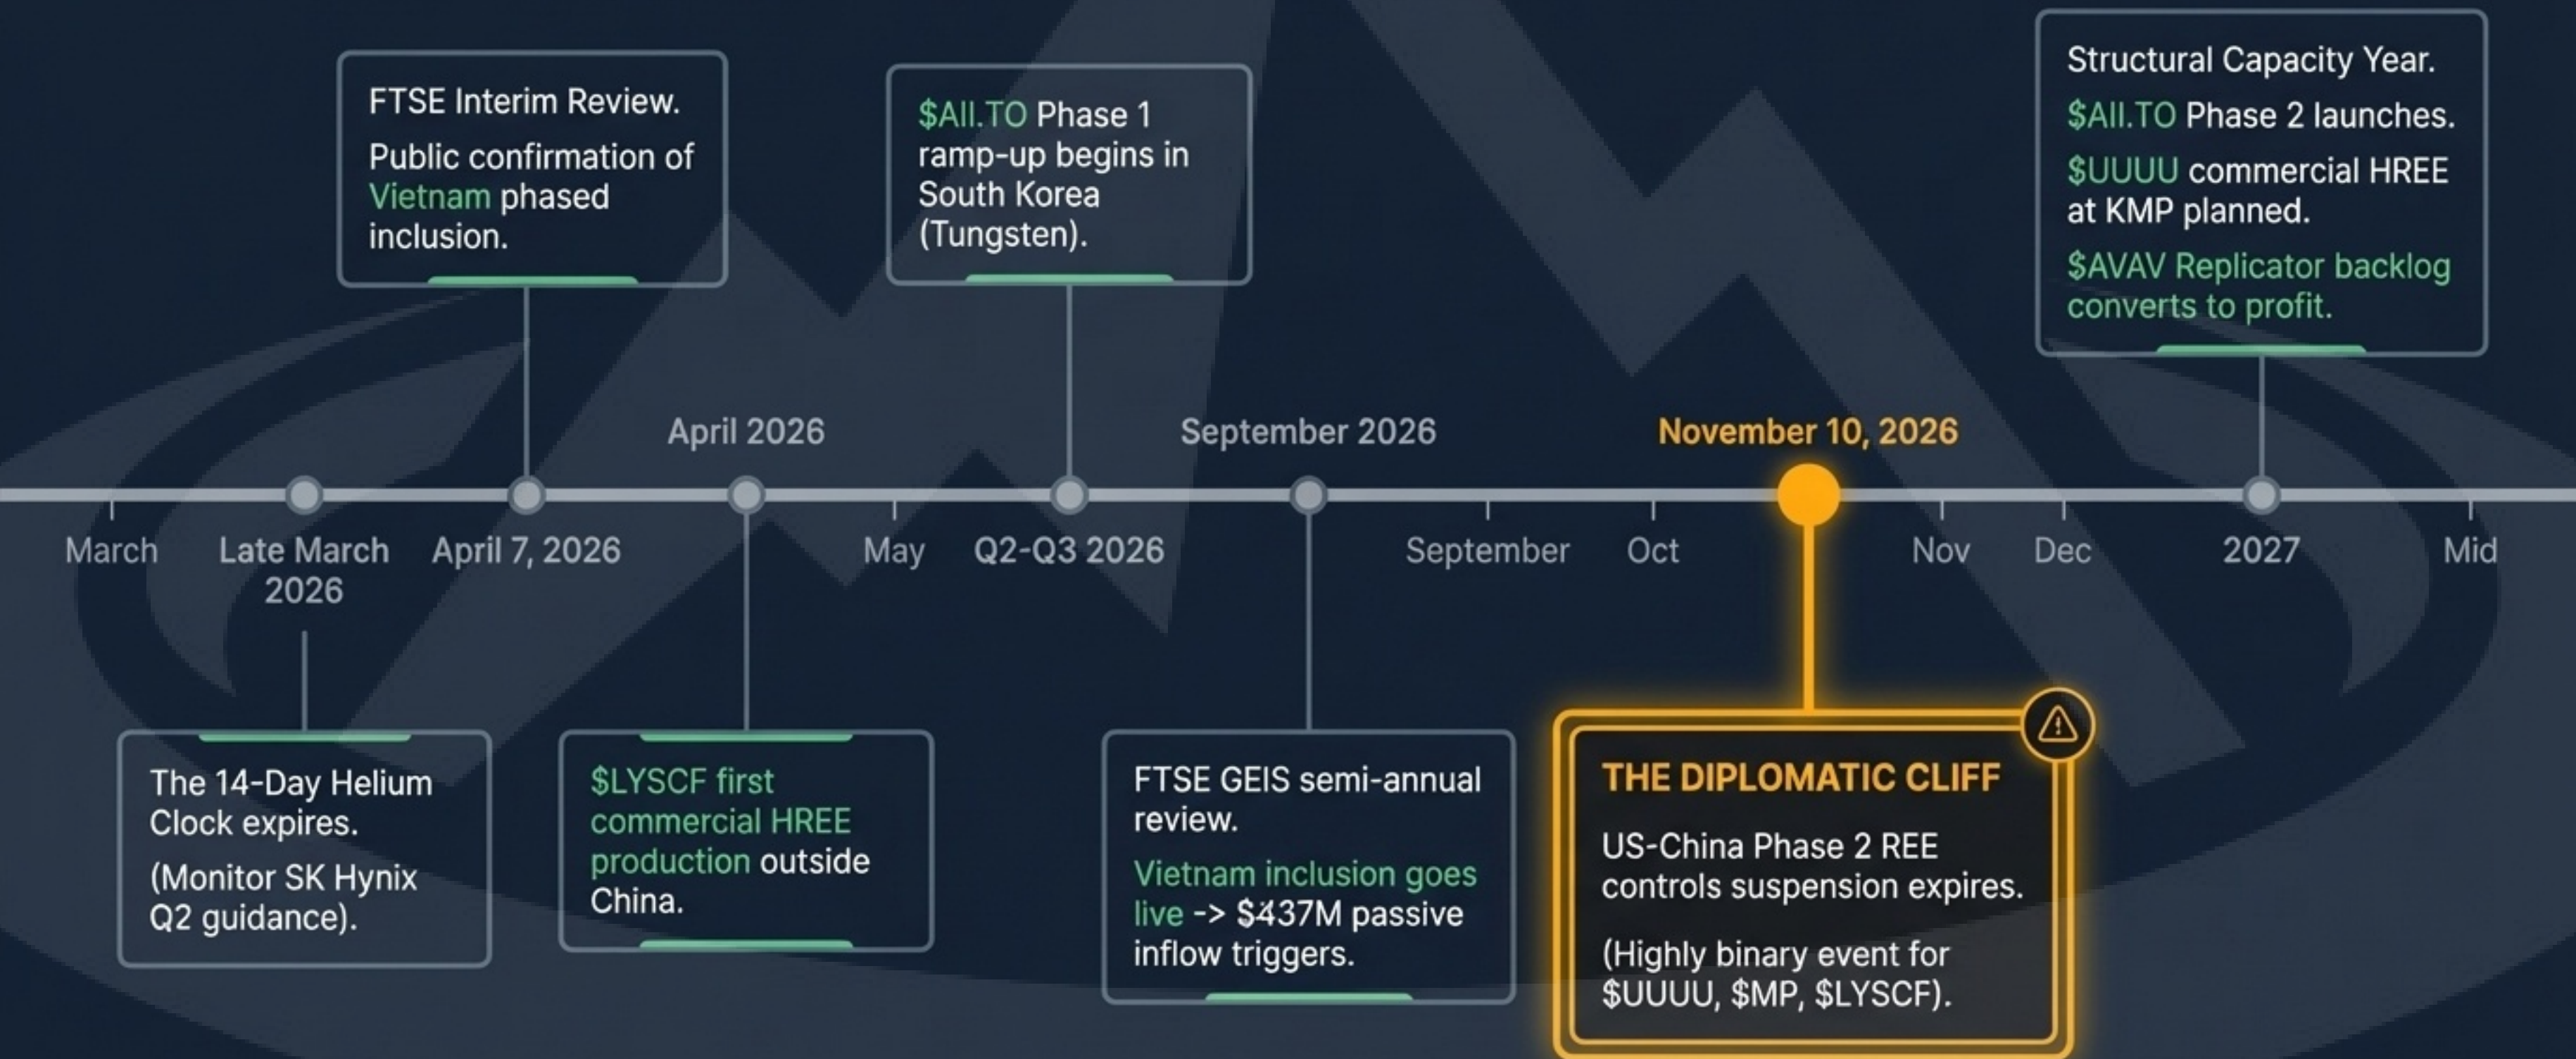 FTSE Interim Review.
Public confirmation of
Vietnam phased
inclusion.
$All.TO Phase 1
ramp-up begins in
South Korea
(Tungsten).
Structural Capacity Year.
$All.TO Phase 2 launches.
$UUUU commercial HREE
at KMP planned.
$AVAV Replicator backlog
converts to profit.
April 2026
September 2026
November 10, 2026
March
Late March
2026
April 7, 2026
May
Q2-Q3 2026
September
Oct
Nov
Dec
2027
Mid
The 14-Day Helium
Clock expires.
(Monitor SK Hynix
Q2 guidance).
$LYSCF first
commercial HREE
production outside
China.
FTSE GEIS semi-annual
review.
Vietnam inclusion goes
live -> $437M passive
inflow triggers.
THE DIPLOMATIC CLIFF
US-China Phase 2 REE
controls suspension expires.
(Highly binary event for
$UUUU, $MP, $LYSCF).